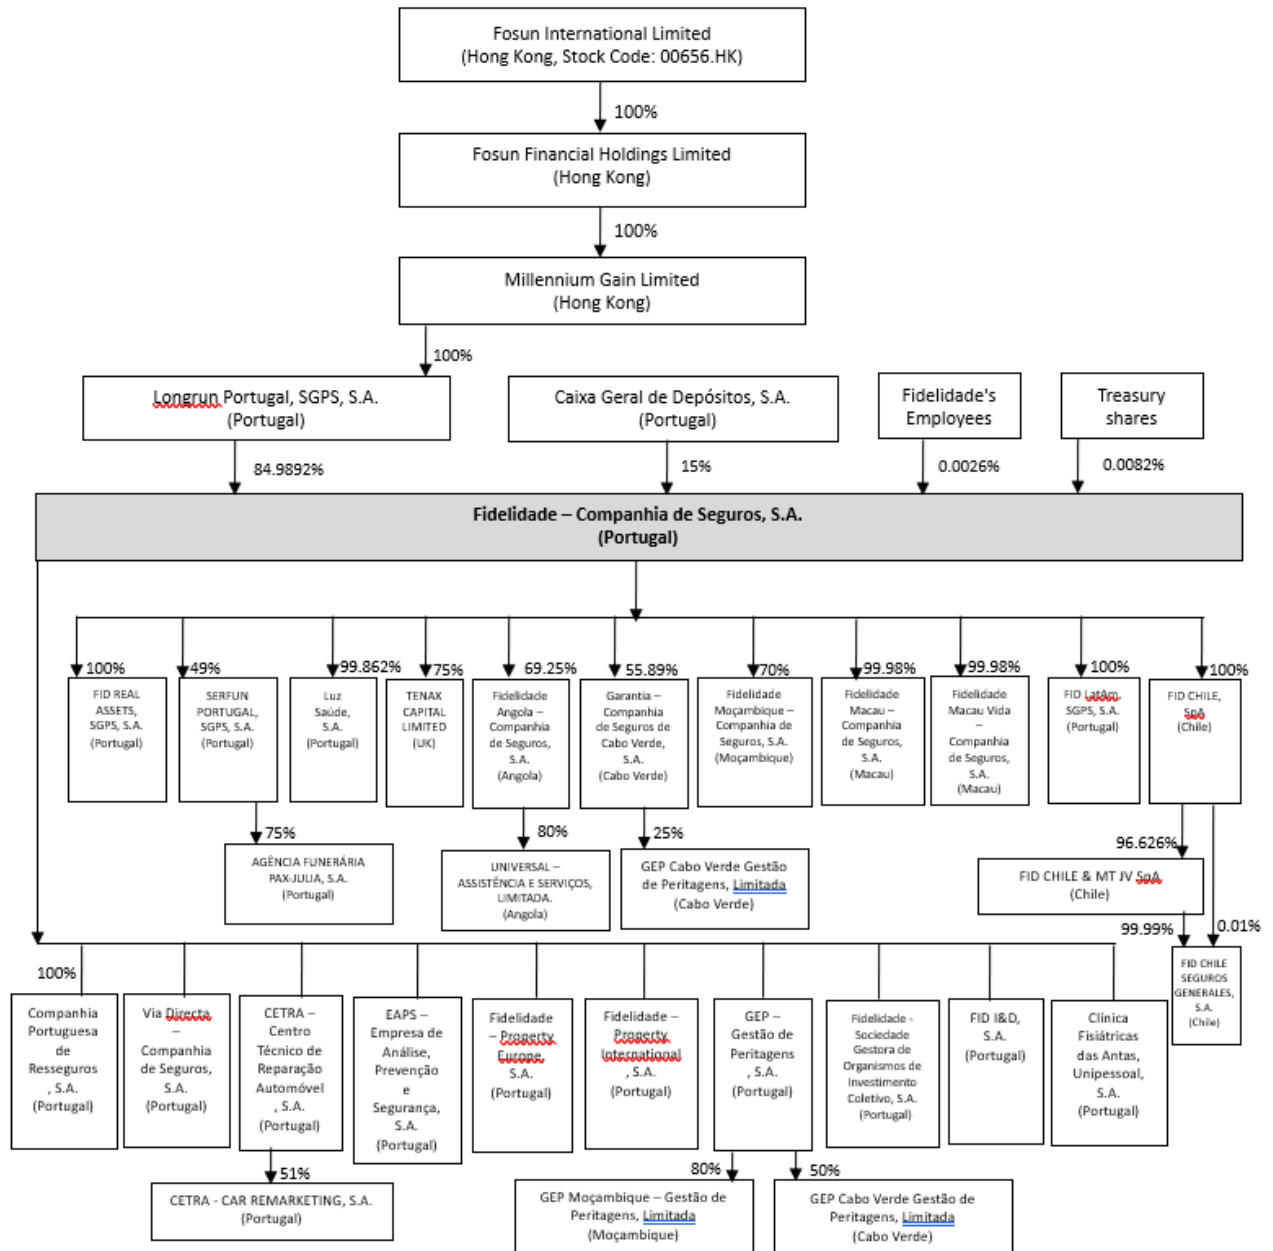 Fosun International Limited
(Hong Kong, Stock Code: 00656.HK)
100%
Fosun Financial Holdings Limited
(Hong Kong)
100%
Millennium Gain Limited
(Hong Kong)
100%
Longrun Portugal, SGPS, S.A.
(Portugal)
Caixa Geral de Depósitos, S.A.
(Portugal)
Fidelidade's
Employees
Treasury
shares
84.9892%
15%
0.0026%
0.0082%
Fidelidade – Companhia de Seguros, S.A.
(Portugal)
100%
FID REAL
ASSETS,
SGPS, S.A.
(Portugal)
49%
SERFUN
PORTUGAL,
SGPS, S.A.
(Portugal)
99.862%
Luz
Saúde,
S.A.
(Portugal)
75%
TENAX
CAPITAL
LIMITED
(UK)
69.25%
Fidelidade
Angola –
Companhia
de Seguros,
S.A.
(Angola)
55.89%
Garantia –
Companhia
de Seguros de
Cabo Verde,
S.A.
(Cabo Verde)
70%
Fidelidade
Moçambique –
Companhia de
Seguros, S.A.
(Moçambique)
99.98%
Fidelidade
Macau –
Companhia
de Seguros,
S.A.
(Macau)
99.98%
Fidelidade
Macau Vida
–
Companhia
de Seguros,
S.A.
(Macau)
100%
FID LatAm,
SGPS, S.A.
(Portugal)
100%
FID CHILE,
SpA
(Chile)
75%
AGÊNCIA FUNERÁRIA
PAX-JULIA, S.A.
(Portugal)
80%
UNIVERSAL –
ASSISTÊNCIA E SERVIÇOS,
LIMITADA.
(Angola)
25%
GEP Cabo Verde Gestão
de Peritagens, Limitada
(Cabo Verde)
96.626%
FID CHILE & MT JV SpA
(Chile)
99.99%
0.01%
FID CHILE
SEGUROS
GENERALES,
S.A.
(Chile)
100%
Companhia
Portuguesa
de
Resseguros
, S.A.
(Portugal)
Via Directa
–
Companhia
de Seguros,
S.A.
(Portugal)
CETRA –
Centro
Técnico de
Reparação
Automóvel
, S.A.
(Portugal)
EAPS –
Empresa de
Análise,
Prevenção
e
Segurança,
S.A.
(Portugal)
Fidelidade
– Property
Europe,
S.A.
(Portugal)
Fidelidade –
Property
International
, S.A.
(Portugal)
GEP –
Gestão de
Peritagens
, S.A.
(Portugal)
Fidelidade -
Sociedade
Gestora de
Organismos de
Investimento
Coletivo, S.A.
(Portugal)
FID I&D,
S.A.
(Portugal)
Clínica
Fisiátricas
das Antas,
Unipessoal,
S.A.
(Portugal)
51%
CETRA - CAR REMARKETING, S.A.
(Portugal)
80%
GEP Moçambique – Gestão de
Peritagens, Limitada
(Moçambique)
50%
GEP Cabo Verde Gestão de
Peritagens, Limitada
(Cabo Verde)